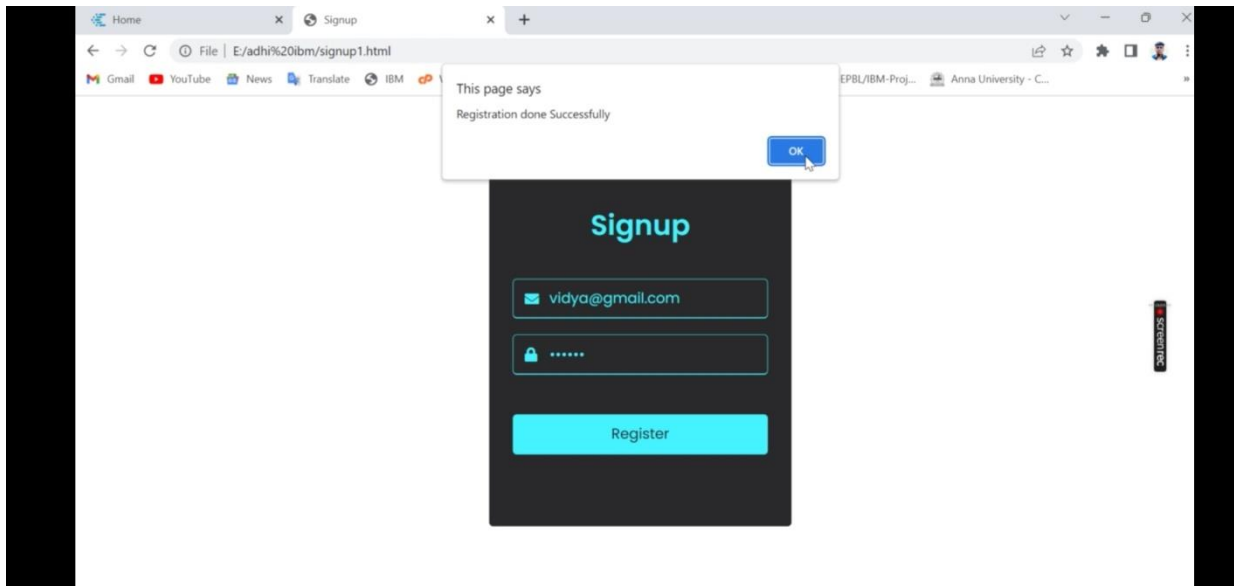 Home
Signup
File | E:/adhi%20ibm/signup1.html
Gmail YouTube News Translate IBM EPBL/IBM-Proj... Anna University - C...
This page says
Registration done Successfully
OK
Signup
vidya@gmail.com
Register
screenrec